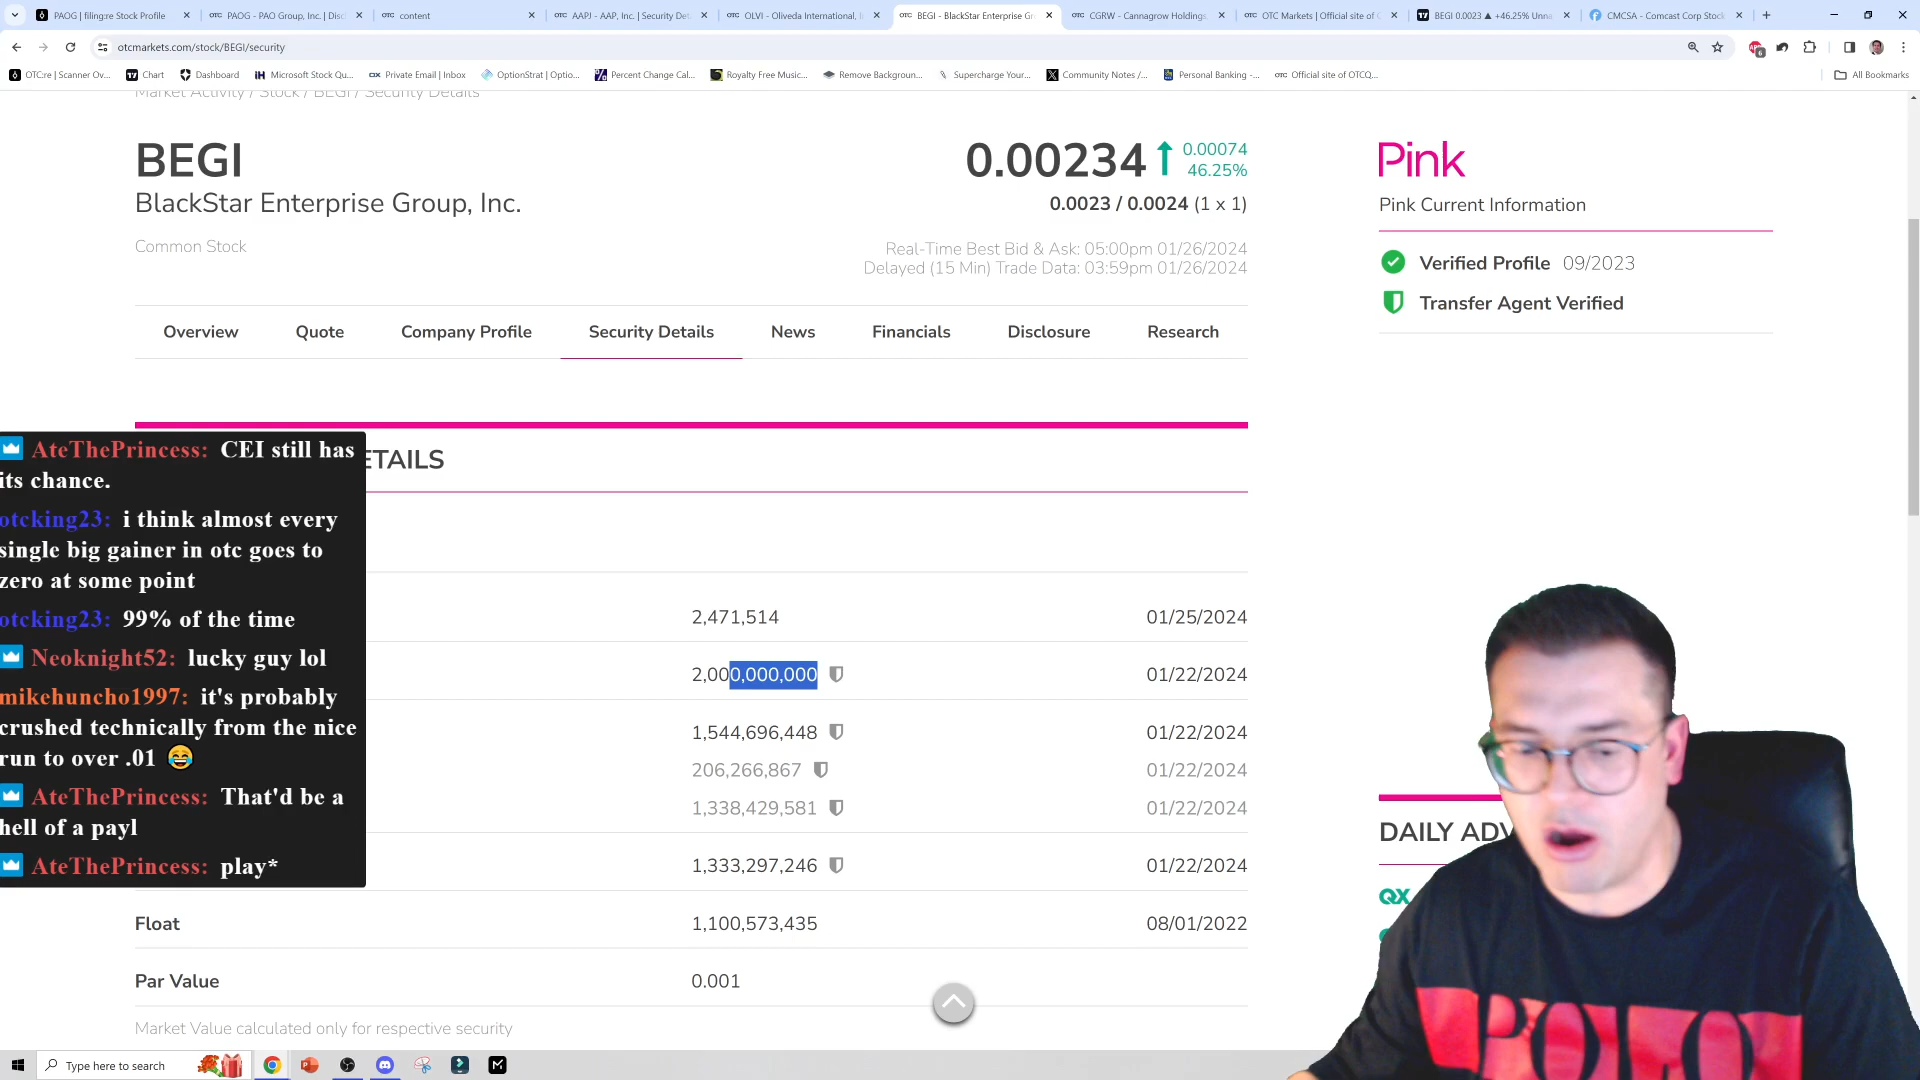 PAOG | filing:re Stock Profile
PAOG - PAO Group, Inc. | Disc
content
AAPJ - AAP, Inc. | Security Det
OLVI - Oliveda International, I
BEGI - BlackStar Enterprise Gr
CGRW - Cannagrow Holdings,
OTC Markets | Official site of
BEGI 0.0023 ▲ +46.25% Unna
CMCSA - Comcast Corp Stock
otcmarkets.com/stock/BEGI/security
OTC:re | Scanner Ov...
Chart
Dashboard
Microsoft Stock Qu...
Private Email | Inbox
OptionStrat | Optio...
Percent Change Cal...
Royalty Free Music...
Remove Backgroun...
Supercharge Your...
Community Notes /...
Personal Banking -...
Official site of OTCQ...
All Bookmarks
Market Activity / Stock / BEGI / Security Details
BEGI
BlackStar Enterprise Group, Inc.
Common Stock
0.00234
0.00074
46.25%
0.0023 / 0.0024 (1 x 1)
Real-Time Best Bid & Ask: 05:00pm 01/26/2024
Delayed (15 Min) Trade Data: 03:59pm 01/26/2024
Pink
Pink Current Information
Verified Profile 09/2023
Transfer Agent Verified
Overview Quote Company Profile Security Details News Financials Disclosure Research
ETAILS
2,471,514 01/25/2024
2,000,000,000 01/22/2024
1,544,696,448 01/22/2024
206,266,867 01/22/2024
1,338,429,581 01/22/2024
1,333,297,246 01/22/2024
Float 1,100,573,435 08/01/2022
Par Value 0.001
Market Value calculated only for respective security
AteThePrincess: CEI still has
its chance.
otcking23: i think almost every
single big gainer in otc goes to
zero at some point
otcking23: 99% of the time
Neoknight52: lucky guy lol
mikehuncho1997: it's probably
crushed technically from the nice
run to over .01 😂
AteThePrincess: That'd be a
hell of a payl
AteThePrincess: play*
DAILY ADV
QX
POLO
Type here to search